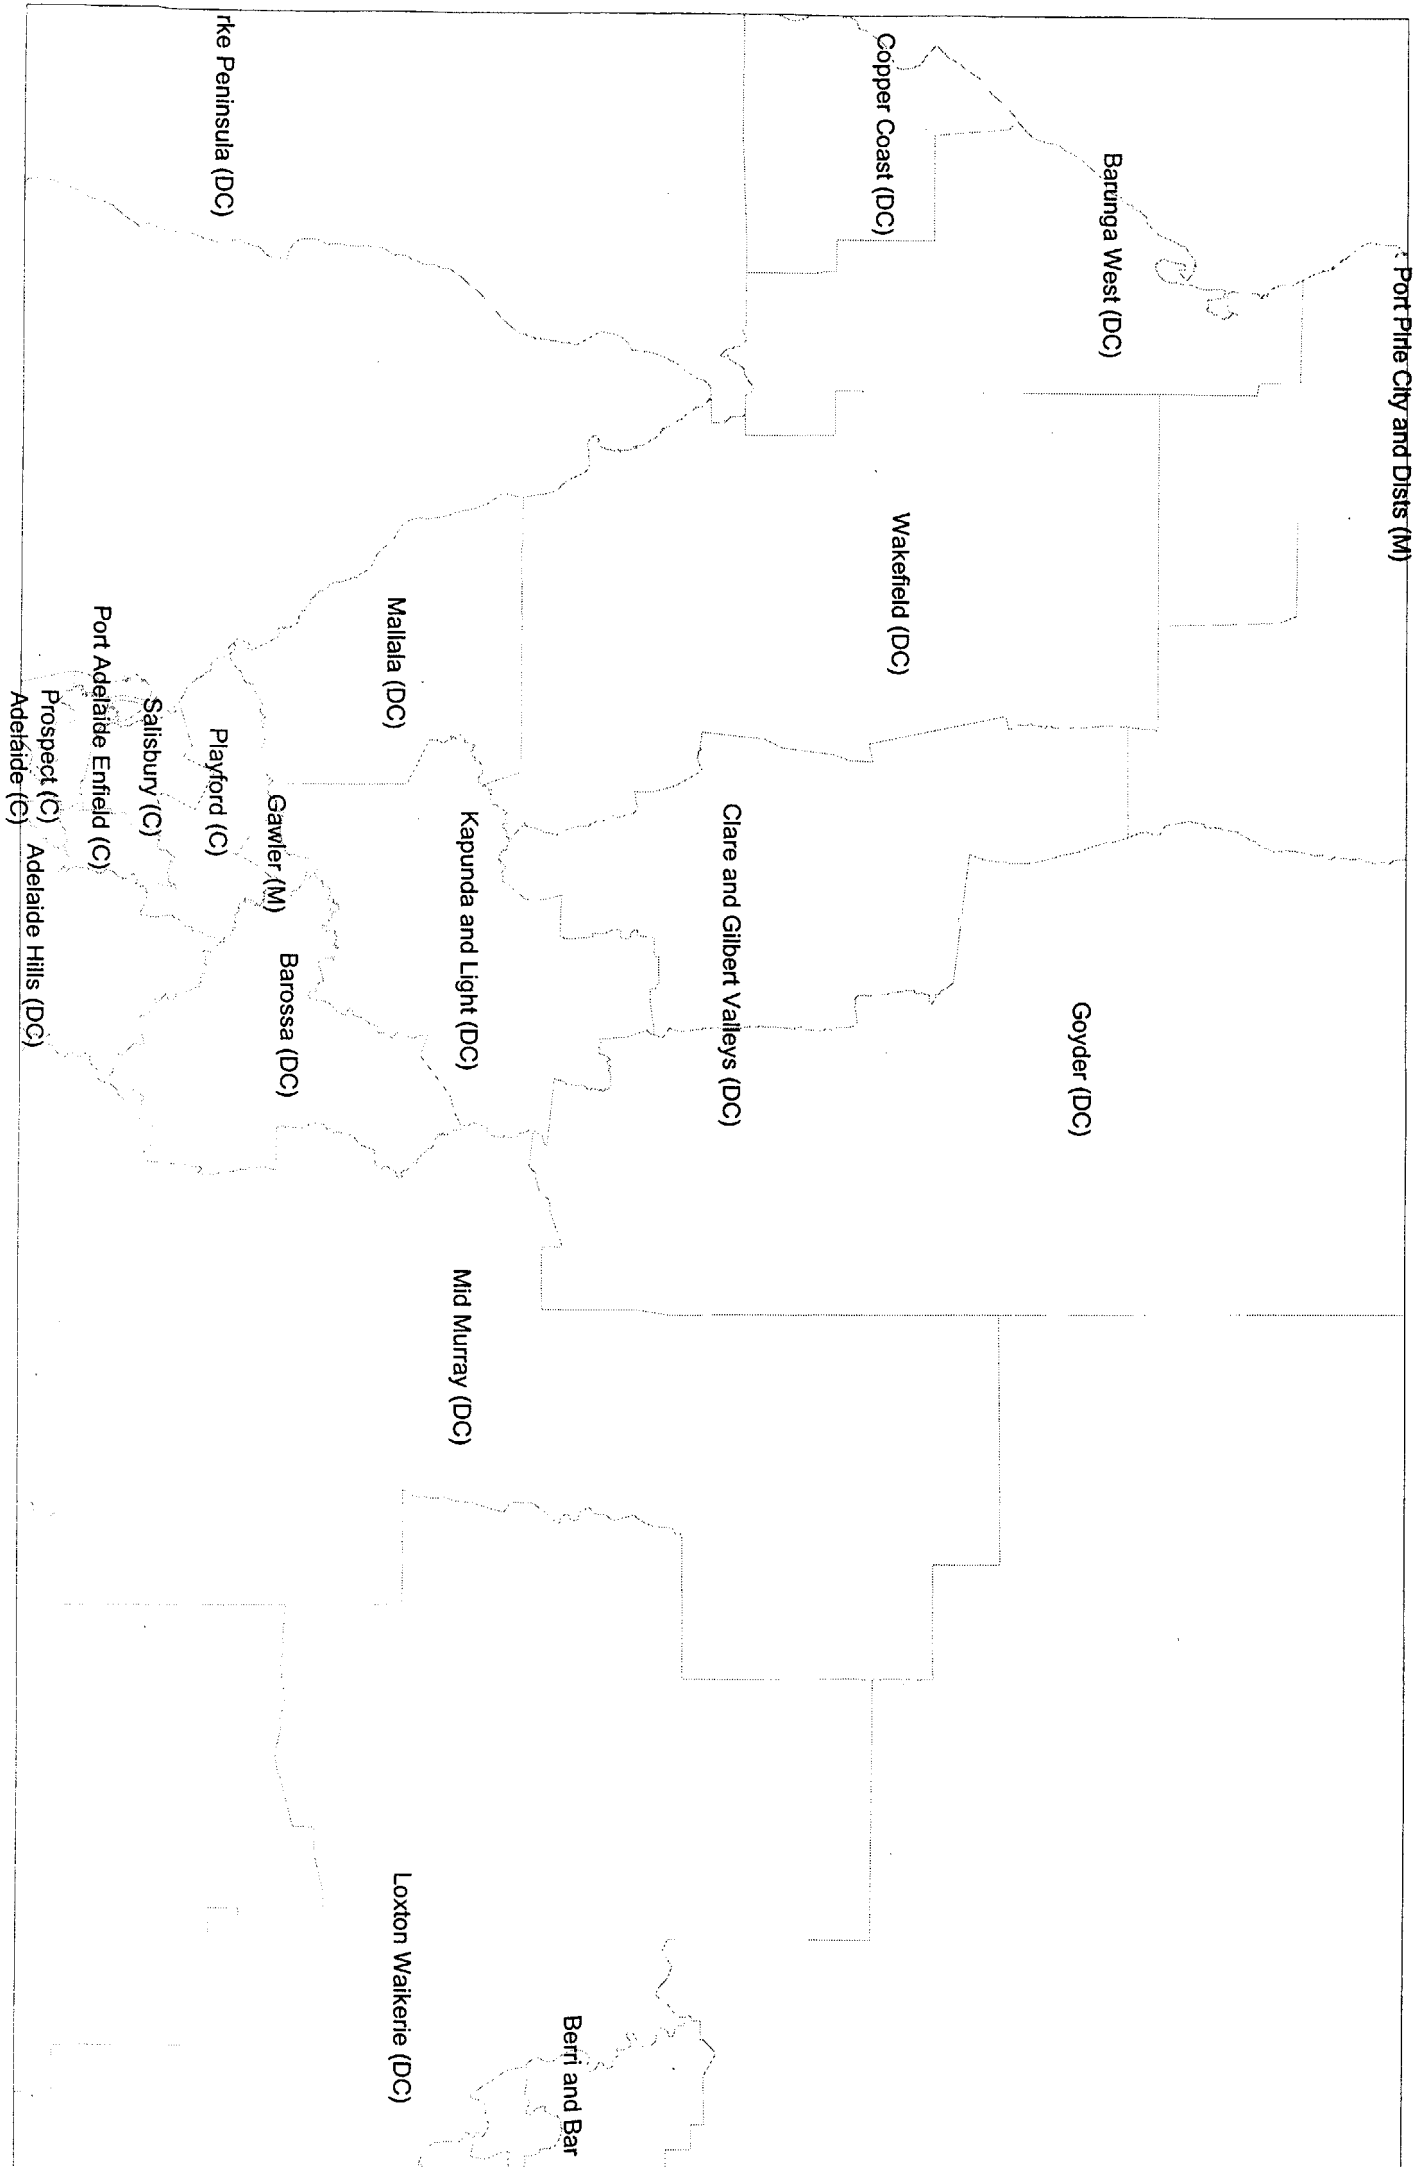 Port Pirie City and Dists (M)
Barunga West (DC)
Goyder (DC)
Copper Coast (DC)
Wakefield (DC)
Clare and Gilbert Valleys (DC)
Berri and Bar
Kapunda and Light (DC)
Mid Murray (DC)
Mallala (DC)
Loxton Waikerie (DC)
Gawler (M)
Barossa (DC)
rke Peninsula (DC)
Playford (C)
Salisbury (C)
Port Adelaide Enfield (C)
Prospect (C)
Adelaide Hills (DC)
Adelaide (C)